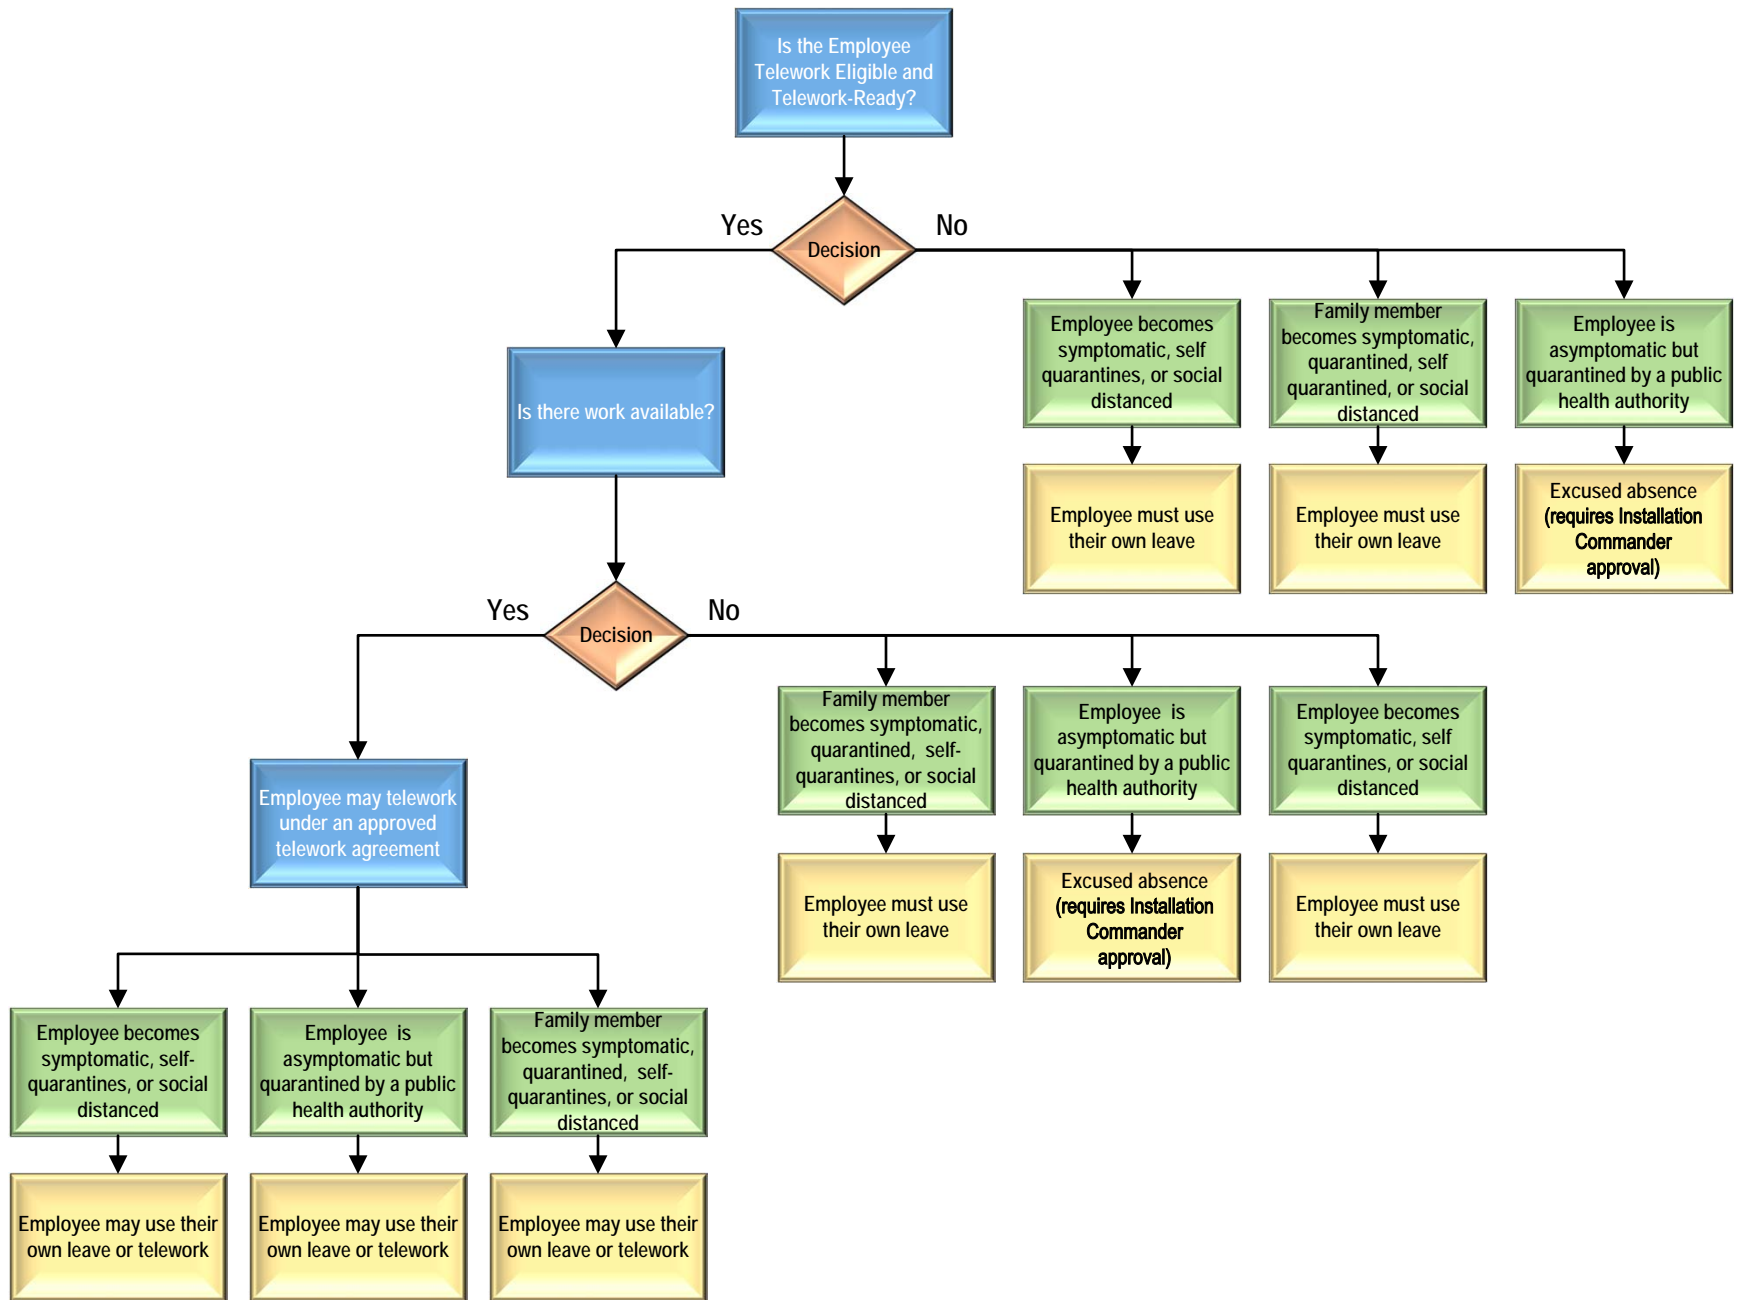 Is the Employee
Telework Eligible and
Telework-Ready?
Yes
No
Decision
Employee becomes
symptomatic, self
quarantines, or social
distanced
Family member
becomes symptomatic,
quarantined, self
quarantined, or social
distanced
Employee is
asymptomatic but
quarantined by a public
health authority
Is there work available?
Employee must use
their own leave
Employee must use
their own leave
Excused absence
(requires Installation
Commander
approval)
Yes
No
Decision
Family member
becomes symptomatic,
quarantined,  self-
quarantines, or social
distanced
Employee  is
asymptomatic but
quarantined by a public
health authority
Employee becomes
symptomatic, self
quarantines, or social
distanced
Employee may telework
under an approved
telework agreement
Employee must use
their own leave
Excused absence
(requires Installation
Commander
approval)
Employee must use
their own leave
Employee becomes
symptomatic, self-
quarantines, or social
distanced
Employee  is
asymptomatic but
quarantined by a public
health authority
Family member
becomes symptomatic,
quarantined,  self-
quarantines, or social
distanced
Employee may use their
own leave or telework
Employee may use their
own leave or telework
Employee may use their
own leave or telework